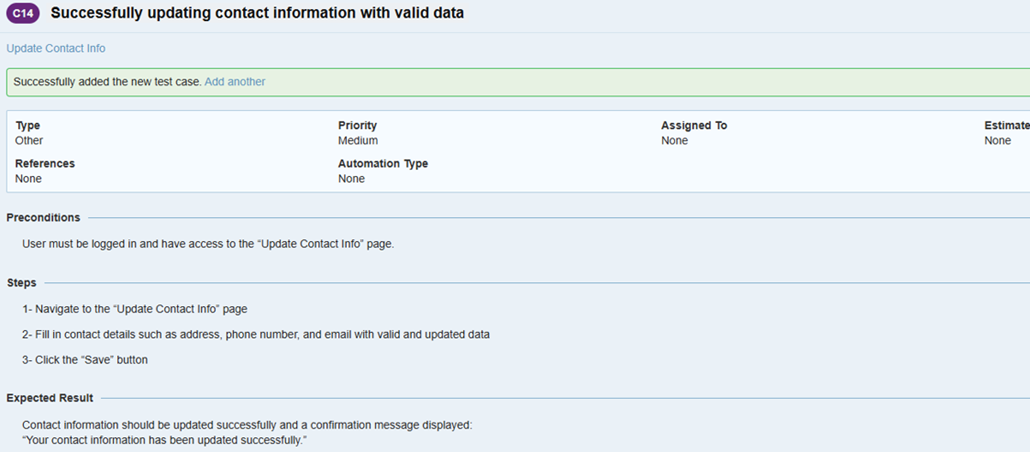 C14 Successfully updating contact information with valid data
Update Contact Info
Successfully added the new test case. Add another
Type Priority Assigned To Estimate
Other Medium None None
References Automation Type
None None
Preconditions
User must be logged in and have access to the “Update Contact Info” page.
Steps
1- Navigate to the “Update Contact Info” page
2- Fill in contact details such as address, phone number, and email with valid and updated data
3- Click the “Save” button
Expected Result
Contact information should be updated successfully and a confirmation message displayed:
“Your contact information has been updated successfully.”